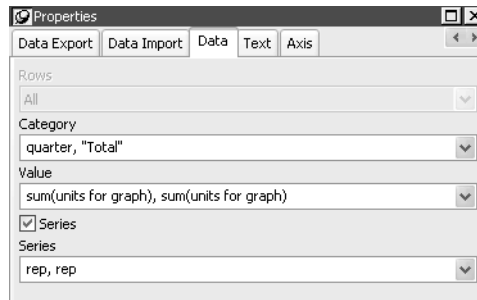 Properties
Data Export Data Import Data Text Axis
Rows
All
Category
quarter, "Total"
Value
sum(units for graph), sum(units for graph)
Series
Series
rep, rep